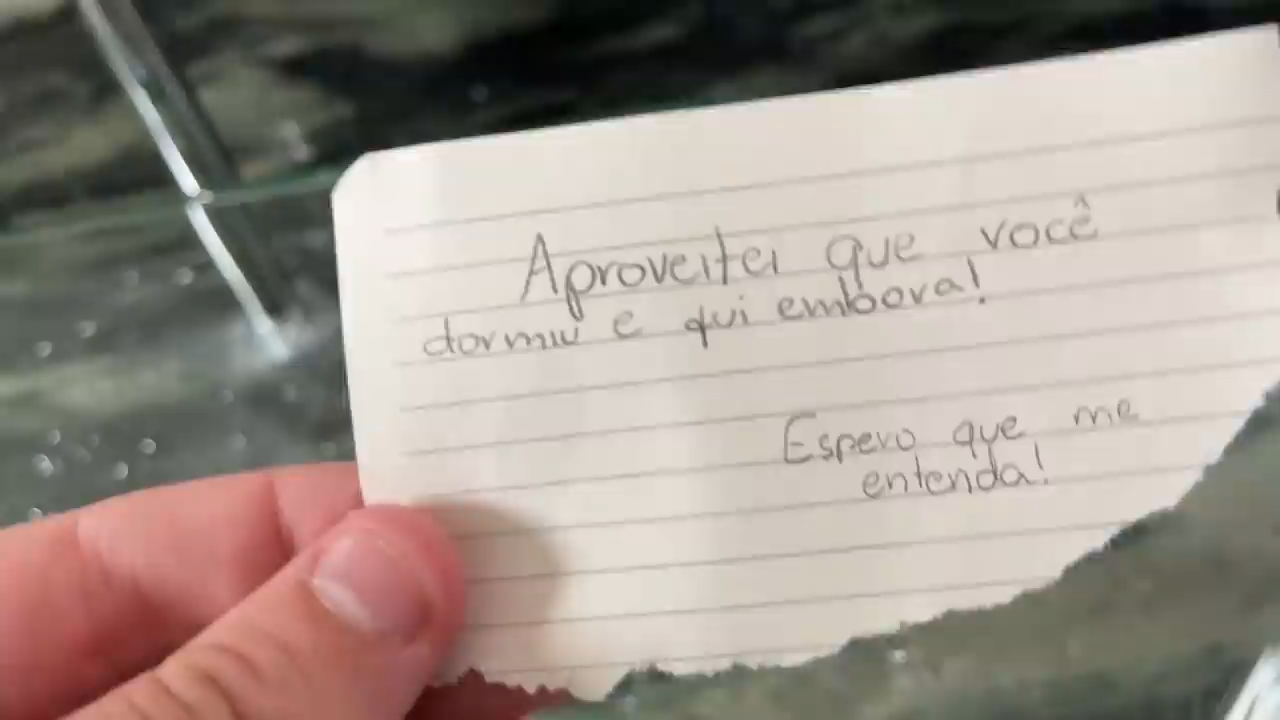 Aproveitei que você
dormiu e fui embora!
Espero que me
entenda!